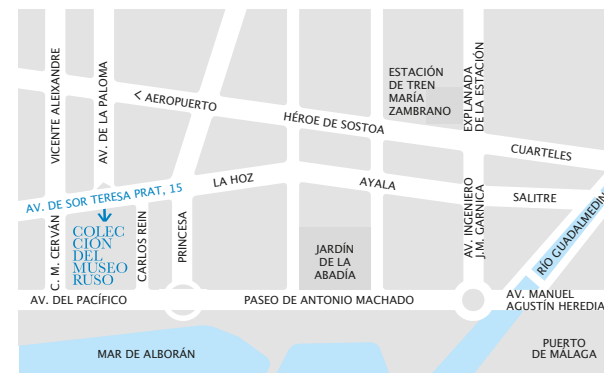 VICENTE ALEIXANDRE
AV. DE LA PALOMA
< AEROPUERTO
HÉROE DE SOSTOA
ESTACIÓN
DE TREN
MARÍA
ZAMBRANO
EXPLANADA
DE LA ESTACIÓN
CUARTELES
AV. DE SOR TERESA PRAT, 15
LA HOZ
AYALA
SALITRE
C. M. CERVÁN
COLEC
CIÓN
DEL
MUSEO
RUSO
CARLOS REIN
PRINCESA
JARDÍN
DE LA
ABADÍA
AV. INGENIERO
J.M. GARNICA
RÍO GUADALMEDIN
AV. DEL PACÍFICO
PASEO DE ANTONIO MACHADO
AV. MANUEL
AGUSTÍN HEREDIA
MAR DE ALBORÁN
PUERTO
DE MÁLAGA